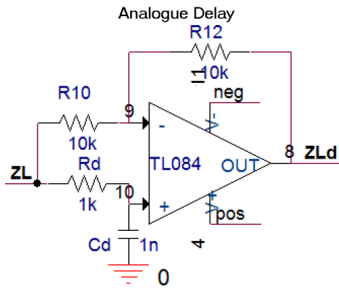 Analogue Delay
R12
10k
11
neg
R10
9
10k
-
V-
TL084
OUT
8
ZLd
ZL
Rd
1k
10
+
V+
pos
4
Cd
1n
0